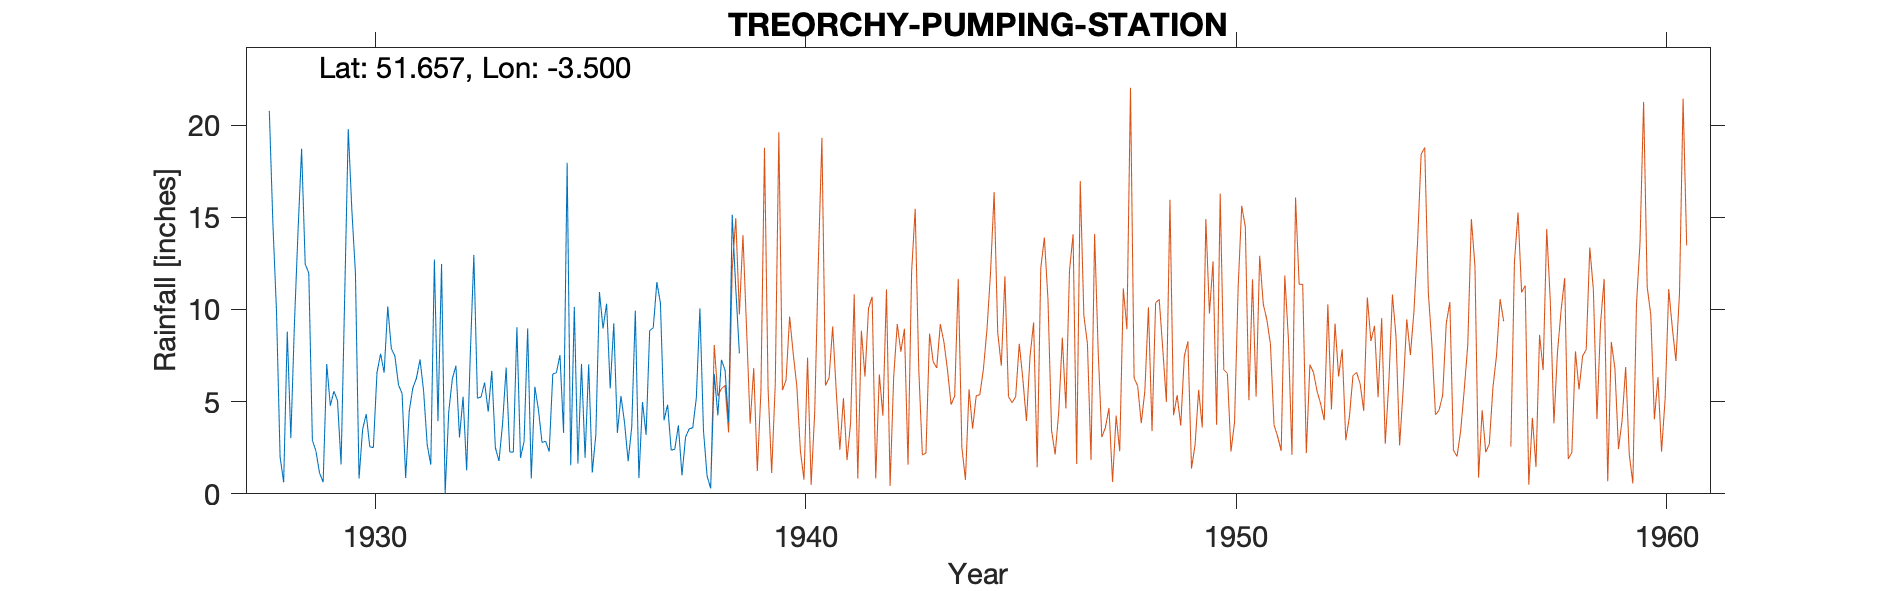 TREORCHY-PUMPING-STATION
Lat: 51.657, Lon: -3.500
20
15
10
5
0
Rainfall [inches]
1930 1940 1950 1960
Year